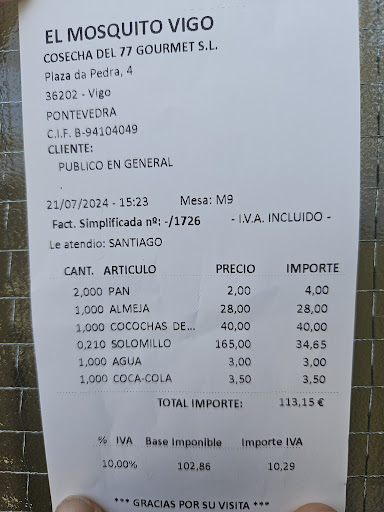 EL MOSQUITO VIGO
COSECHA DEL 77 GOURMET S.L.
Plaza da Pedra, 4
36202 - Vigo
PONTEVEDRA
C.I.F. B-94104049
CLIENTE:
PUBLICO EN GENERAL
.
21/07/2024 - 15:23 Mesa: M9
Fact. Simplificada nº: -/1726 - I.V.A. INCLUIDO -
Le atendio: SANTIAGO
CANT. ARTICULO PRECIO IMPORTE
2,000 PAN 2,00 4,00
1,000 ALMEJA 28,00 28,00
1,000 COCOCHAS DE... 40,00 40,00
0,210 SOLOMILLO 165,00 34,65
1,000 AGUA 3,00 3,00
1,000 COCA-COLA 3,50 3,50
TOTAL IMPORTE: 113,15 €
% IVA Base Imponible Importe IVA
10,00% 102,86 10,29
*** GRACIAS POR SU VISITA ***